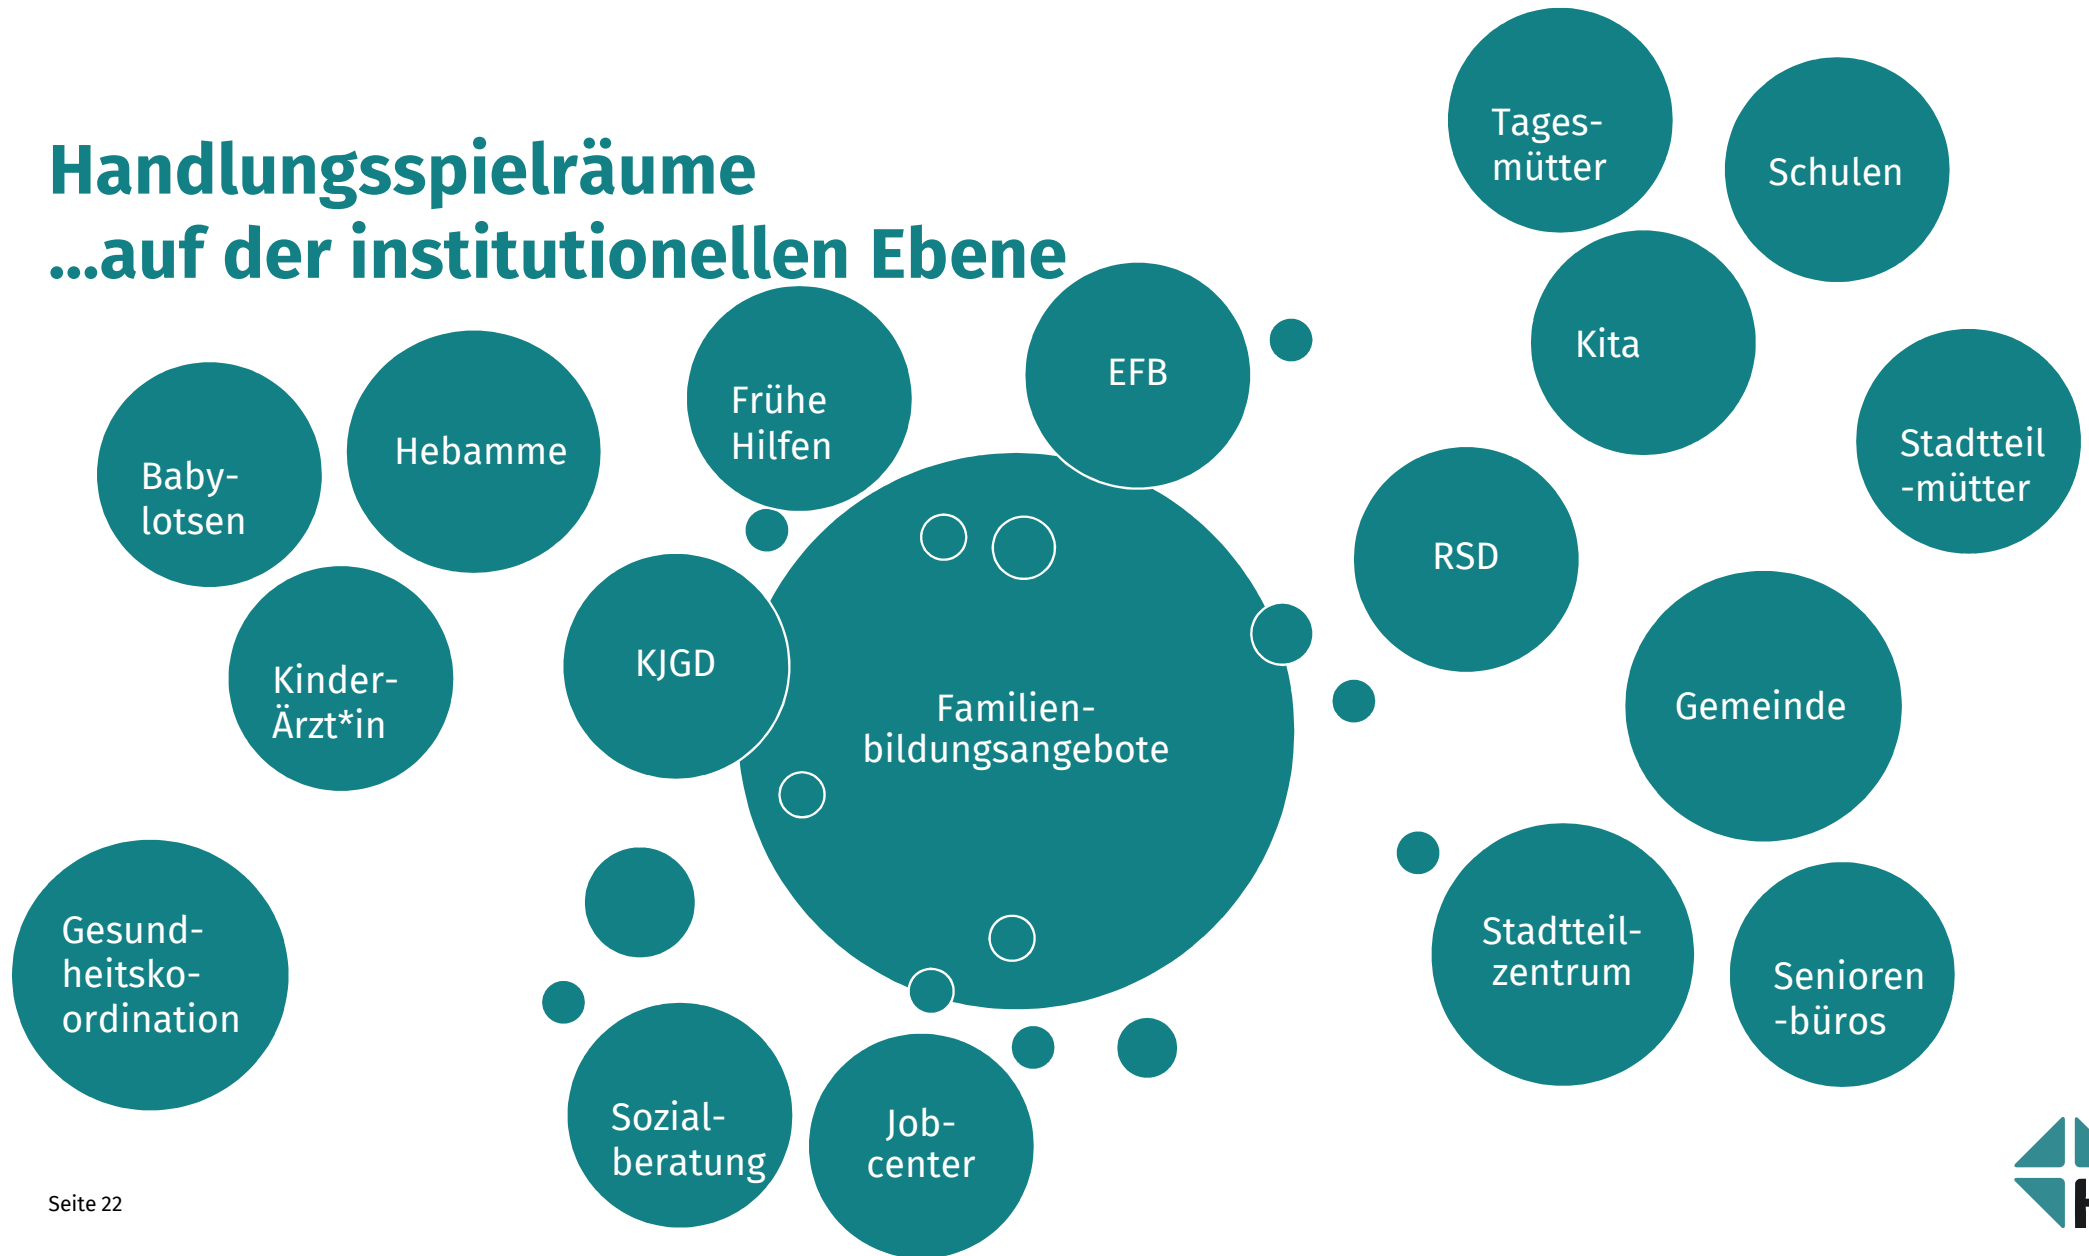 Handlungsspielräume
...auf der institutionellen Ebene
Tages-
mütter
Schulen
Kita
Stadtteil
-mütter
EFB
Frühe
Hilfen
Hebamme
Baby-
lotsen
RSD
Kinder-
Ärzt*in
KJGD
Familien-
bildungsangebote
Gemeinde
Gesund-
heitsko-
ordination
Stadtteil-
zentrum
Senioren
-büros
Sozial-
beratung
Job-
center
Seite 22